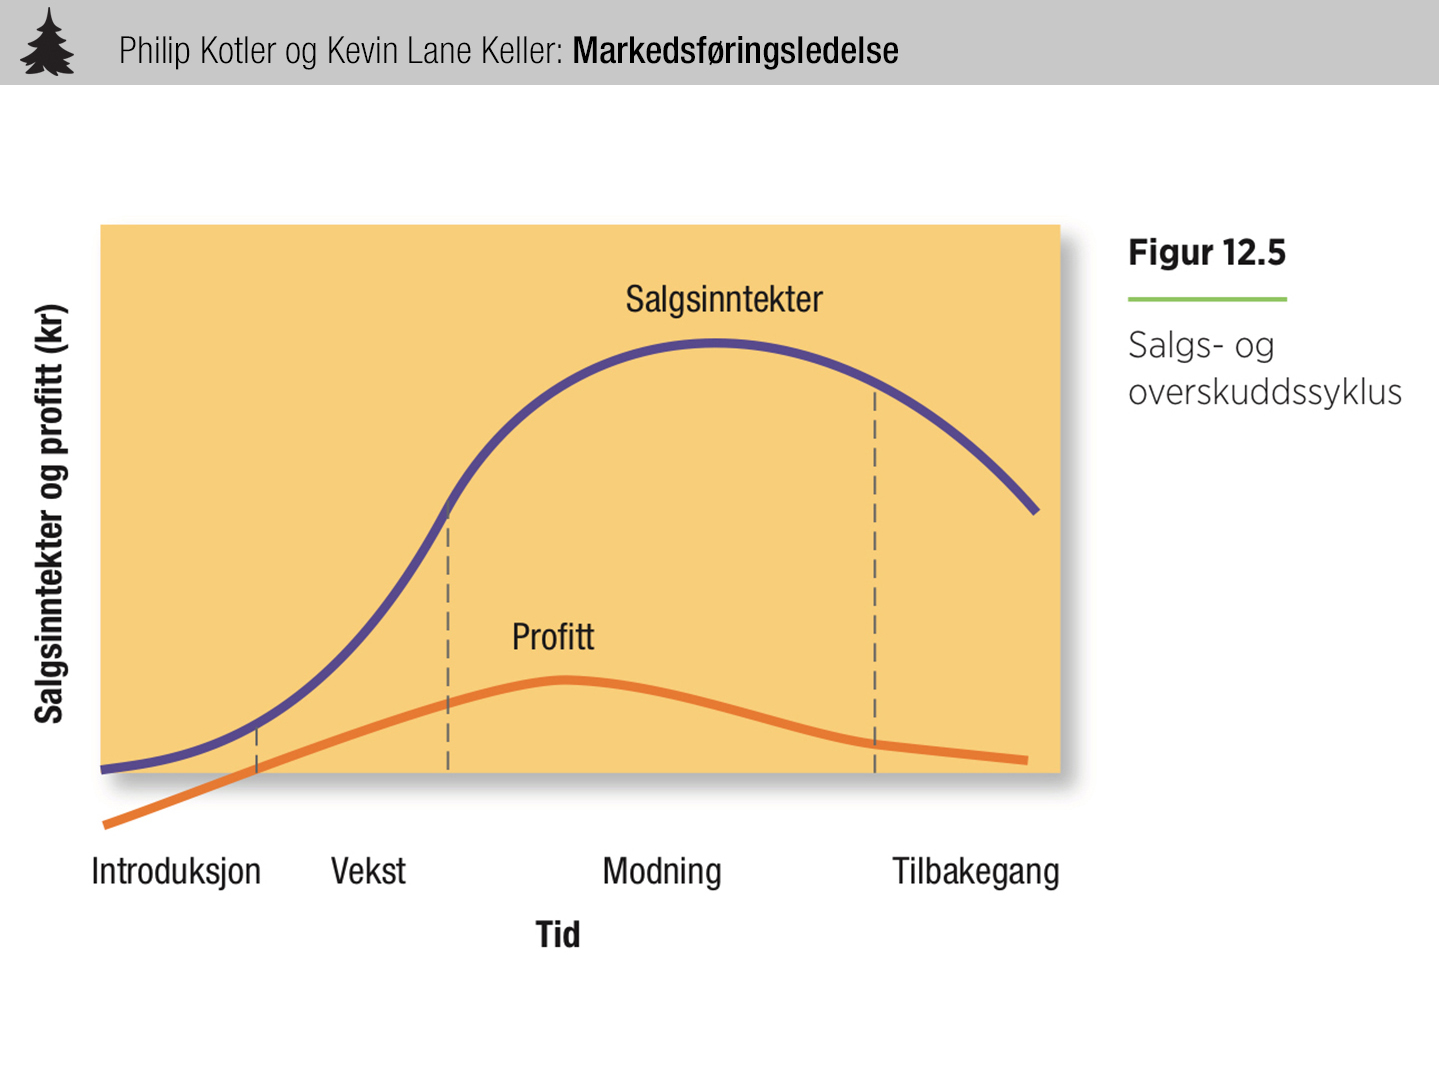 Philip Kotler og Kevin Lane Keller: Markedsføringsledelse
Figur 12.5
Salgs- og
overskuddssyklus
Salgsinntekter og profitt (kr)
Salgsinntekter
Profitt
Introduksjon
Vekst
Modning
Tilbakegang
Tid